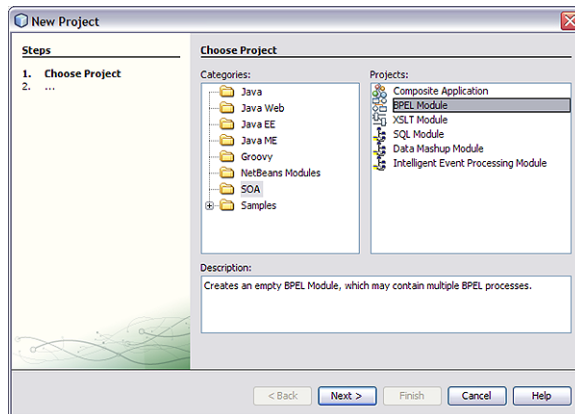 New Project
Steps
1. Choose Project
2. ...
Choose Project
Categories:
Java
Java Web
Java EE
Java ME
Groovy
NetBeans Modules
SOA
Samples
Projects:
Composite Application
BPEL Module
XSLT Module
SQL Module
Data Mashup Module
Intelligent Event Processing Module
Description:
Creates an empty BPEL Module, which may contain multiple BPEL processes.
< Back
Next >
Finish
Cancel
Help